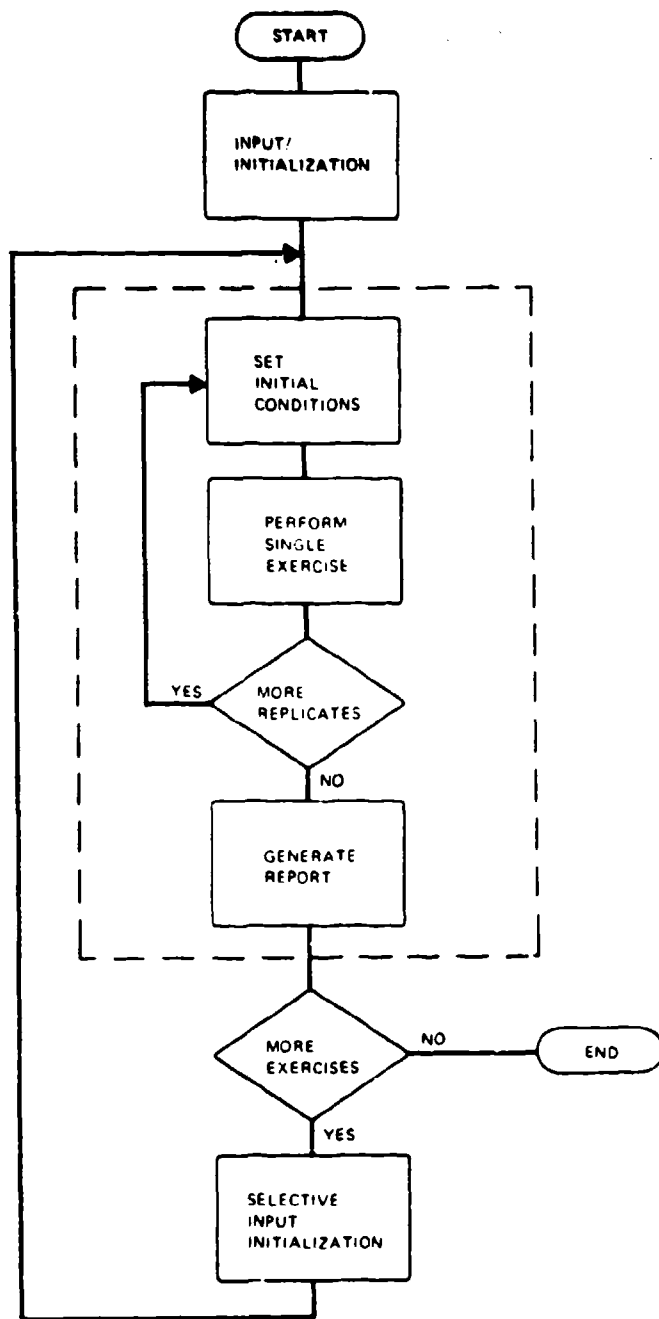 START
INPUT/
INITIALIZATION
SET
INITIAL
CONDITIONS
PERFORM
SINGLE
EXERCISE
YES
MORE
REPLICATES
NO
GENERATE
REPORT
MORE
EXERCISES
NO
END
YES
SELECTIVE
INPUT
INITIALIZATION